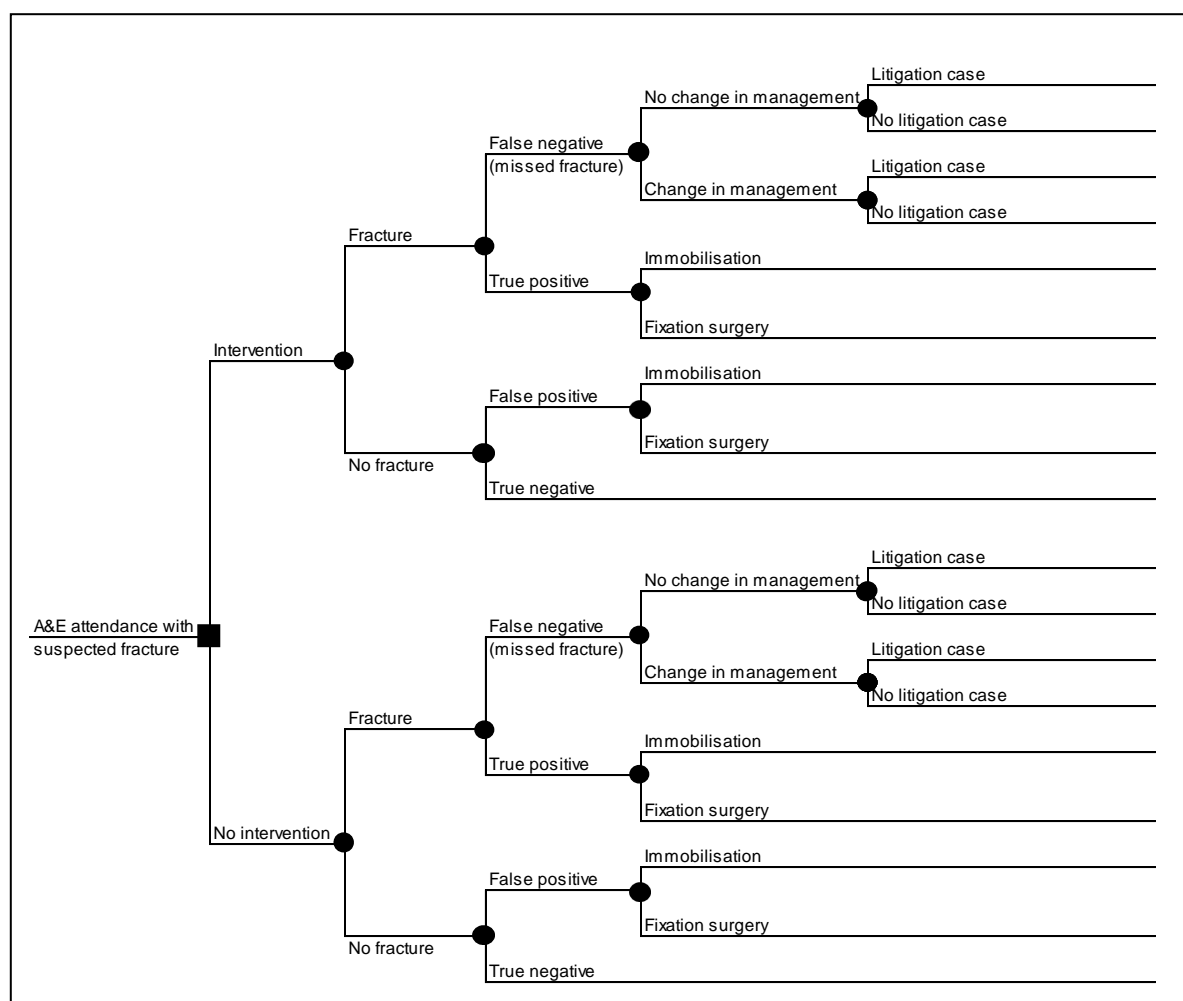 Litigation case
No change in management
No litigation case
False negative
(missed fracture)
Litigation case
Change in management
No litigation case
Fracture
Immobilisation
True positive
Fixation surgery
Intervention
Immobilisation
False positive
Fixation surgery
No fracture
True negative
Litigation case
No change in management
No litigation case
A&E attendance with
suspected fracture
False negative
(missed fracture)
Litigation case
Change in management
No litigation case
Fracture
Immobilisation
True positive
Fixation surgery
No intervention
Immobilisation
False positive
Fixation surgery
No fracture
True negative